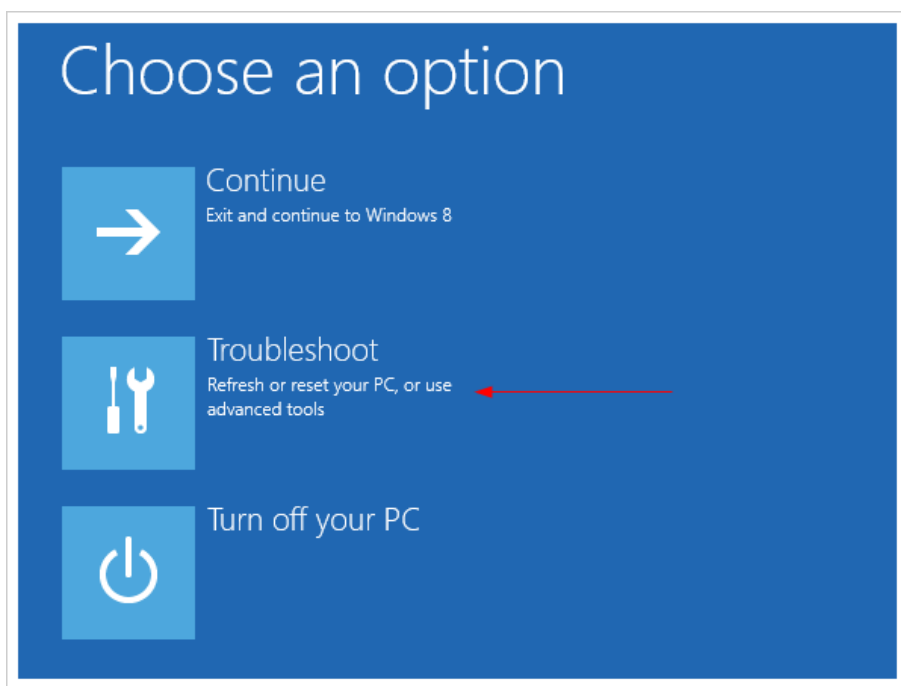 Choose an option
Continue
Exit and continue to Windows 8
Troubleshoot
Refresh or reset your PC, or use
advanced tools
Turn off your PC